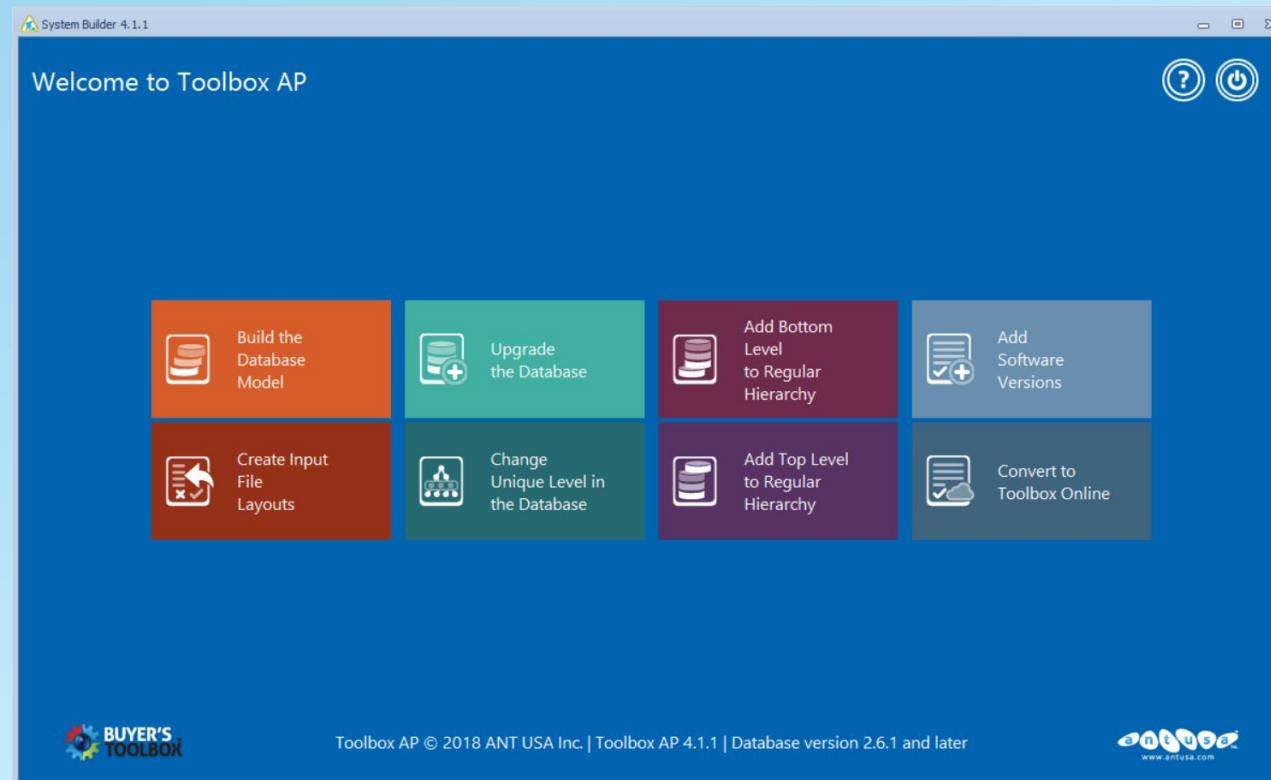 System Builder 4.1.1
Welcome to Toolbox AP
?
Build the
Database
Model
Upgrade
the Database
Add Bottom
Level
to Regular
Hierarchy
Add
Software
Versions
Create Input
File
Layouts
Change
Unique Level in
the Database
Add Top Level
to Regular
Hierarchy
Convert to
Toolbox Online
BUYER'S
TOOLBOX
Toolbox AP © 2018 ANT USA Inc. | Toolbox AP 4.1.1 | Database version 2.6.1 and later
antusa
www.antusa.com